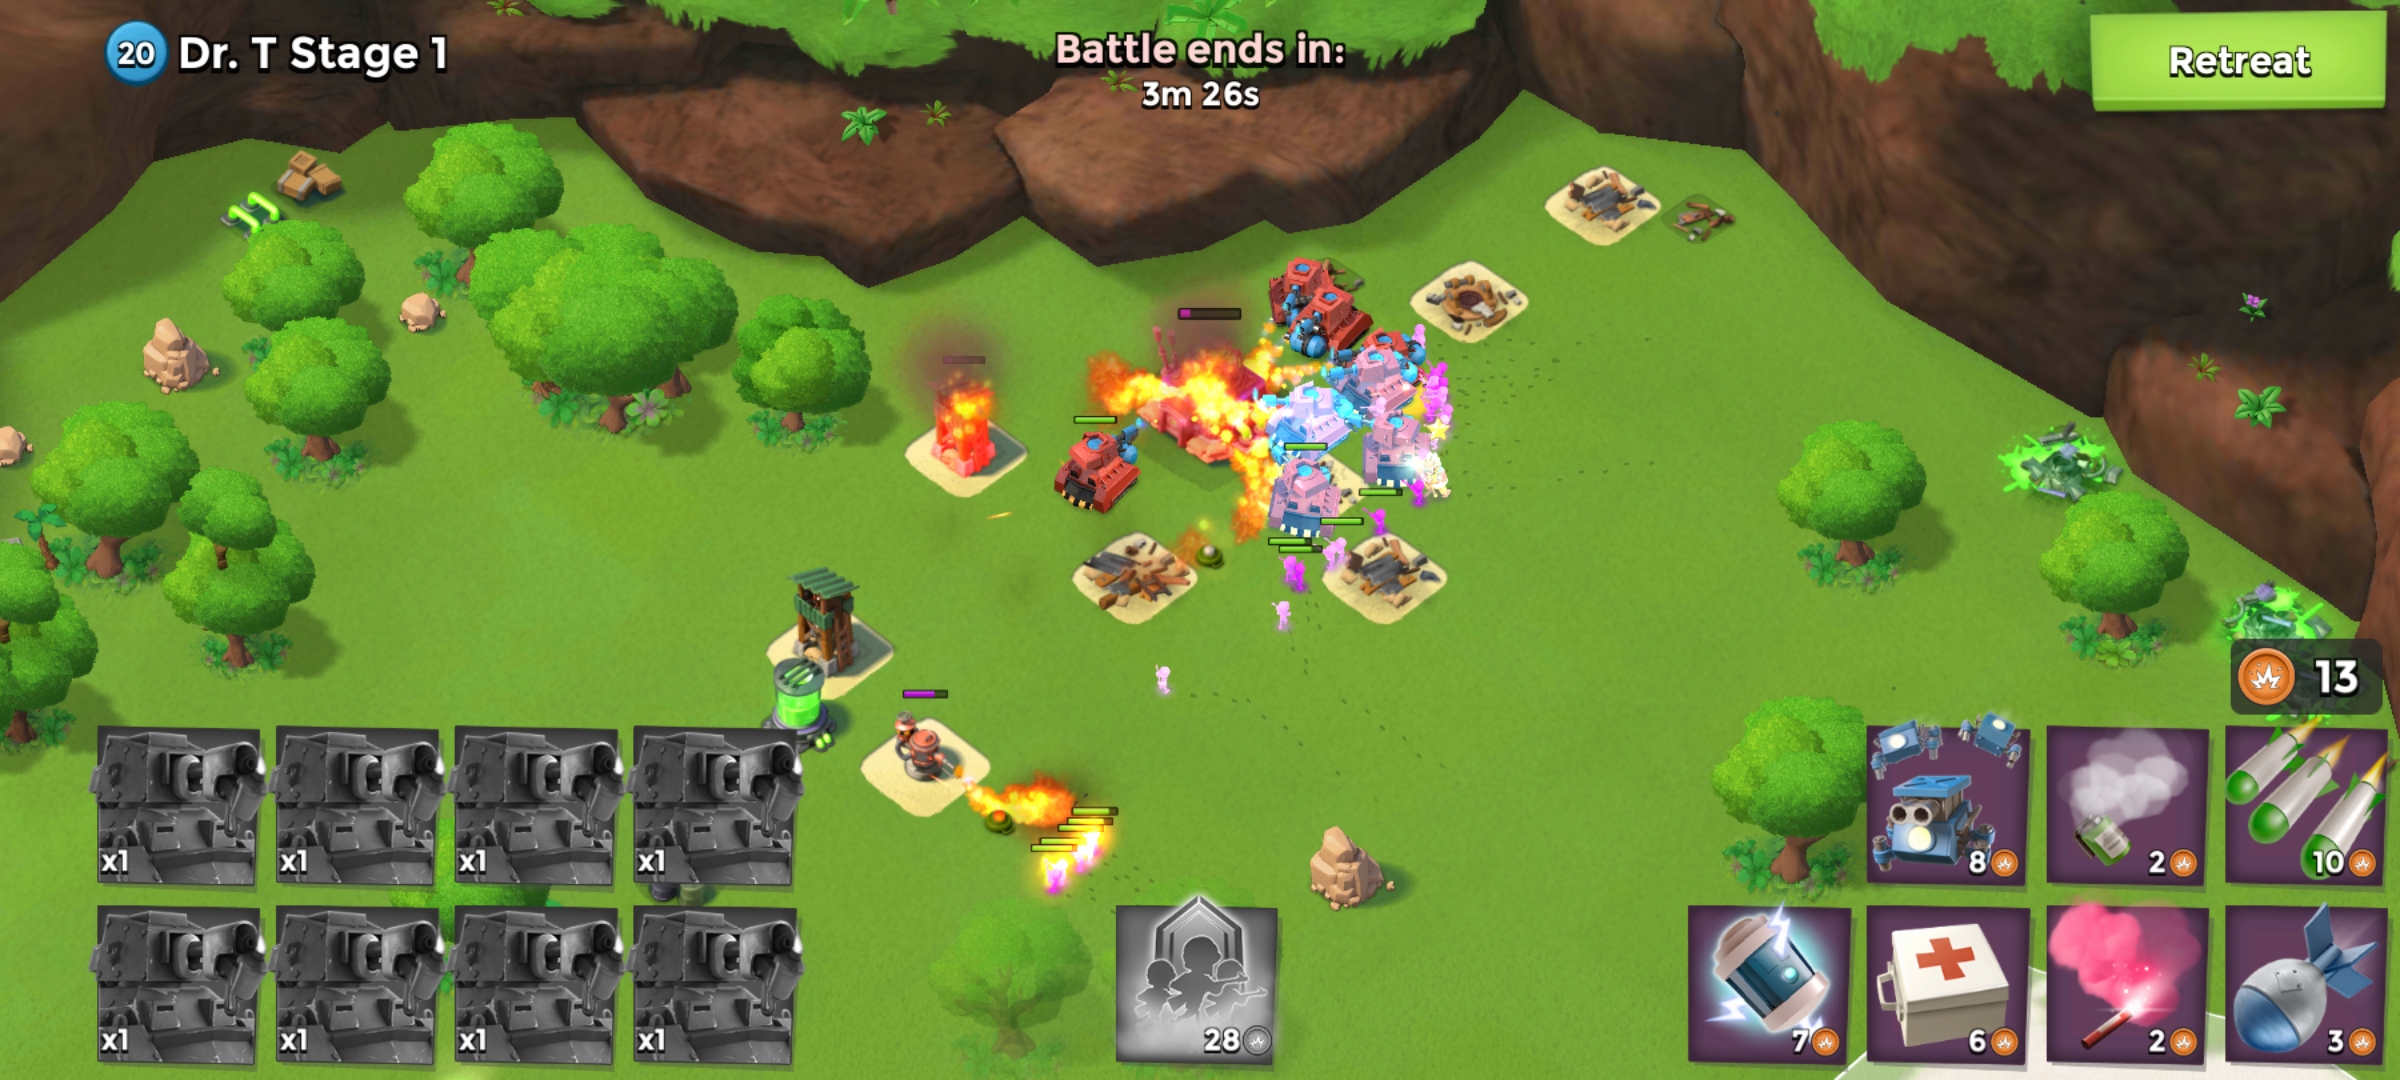 20 Dr. T Stage 1
Battle ends in:
3m 26s
Retreat
13
x1 x1 x1 x1
8 2 10
x1 x1 x1 x1
28
7 6 2 3